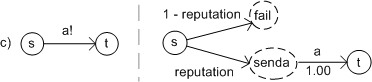 c) s a! t
1 - reputation fail
s
reputation senda a t
1.00